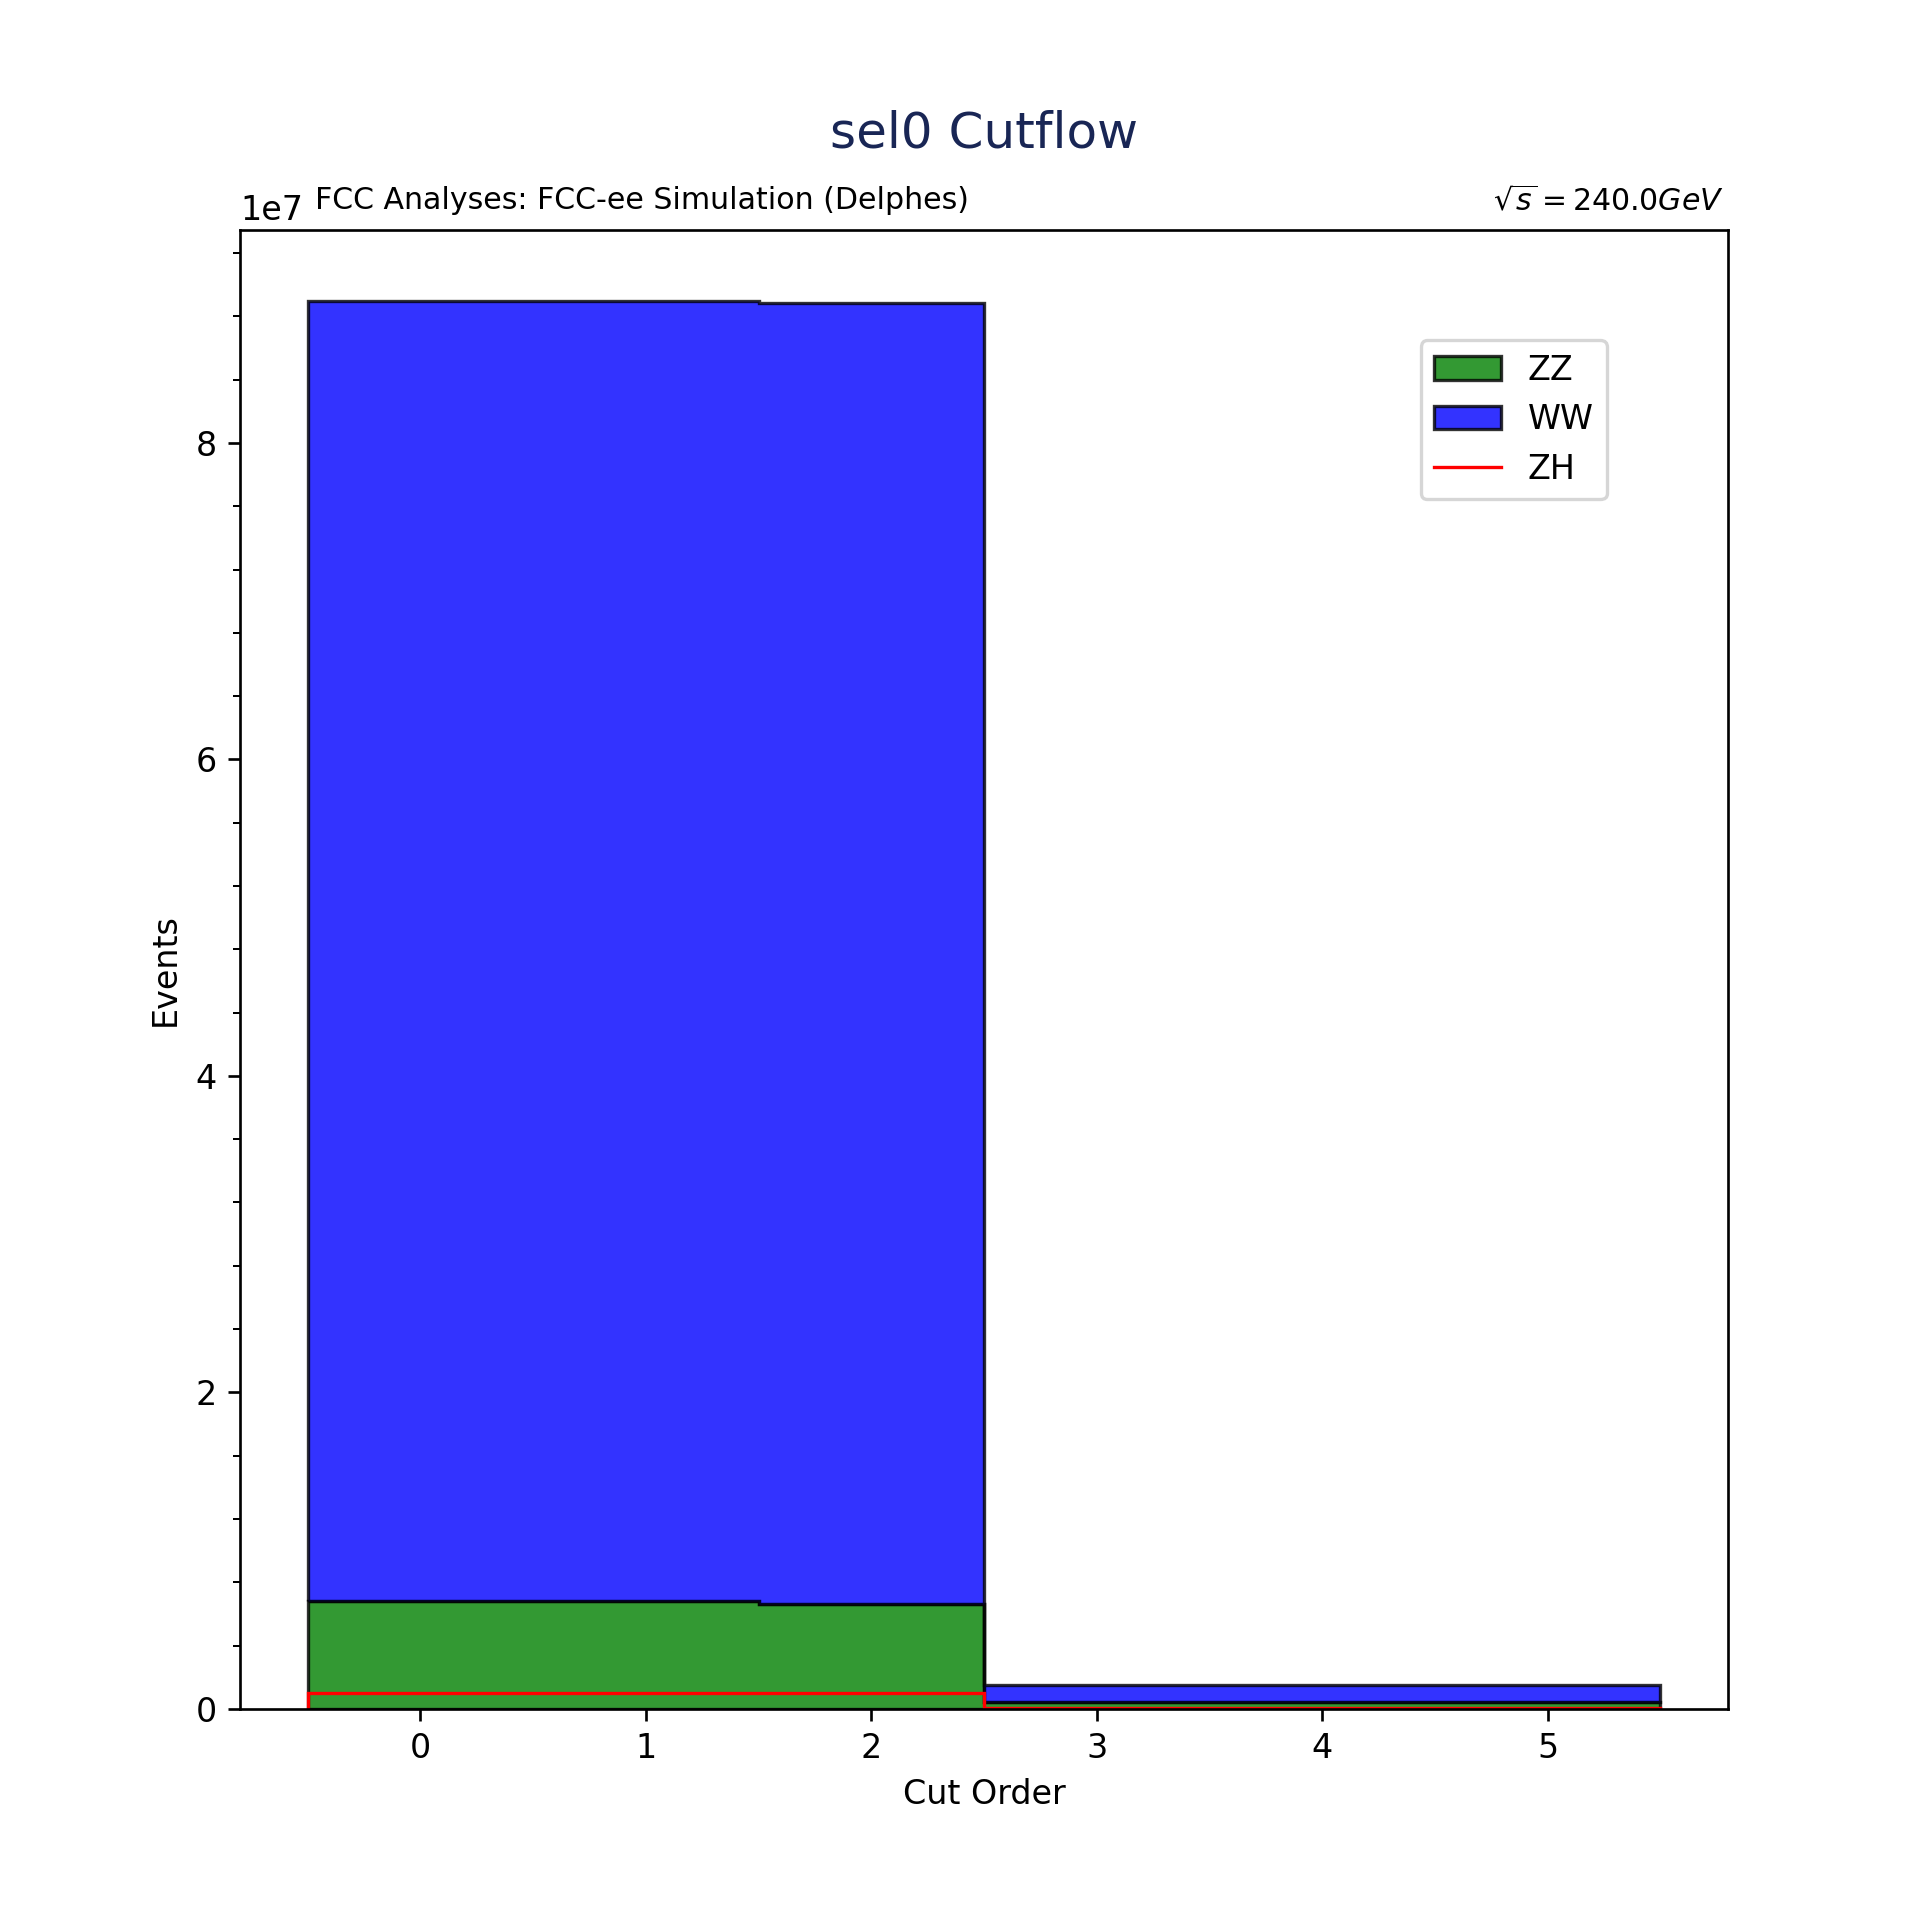 sel0 Cutflow
1e7 FCC Analyses: FCC-ee Simulation (Delphes) √s = 240.0GeV
ZZ
WW
ZH
8
6
4
2
0
Events
0 1 2 3 4 5
Cut Order